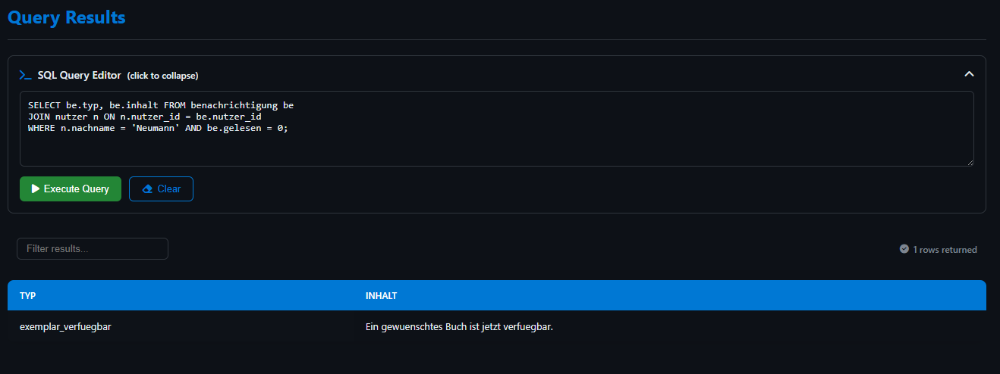 Query Results
SQL Query Editor (click to collapse)
SELECT be.typ, be.inhalt FROM benachrichtigung be
JOIN nutzer n ON n.nutzer_id = be.nutzer_id
WHERE n.nachname = 'Neumann' AND be.gelesen = 0;
Execute Query Clear
Filter results... 1 rows returned
TYP INHALT
exemplar_verfuegbar Ein gewuenschtes Buch ist jetzt verfuegbar.